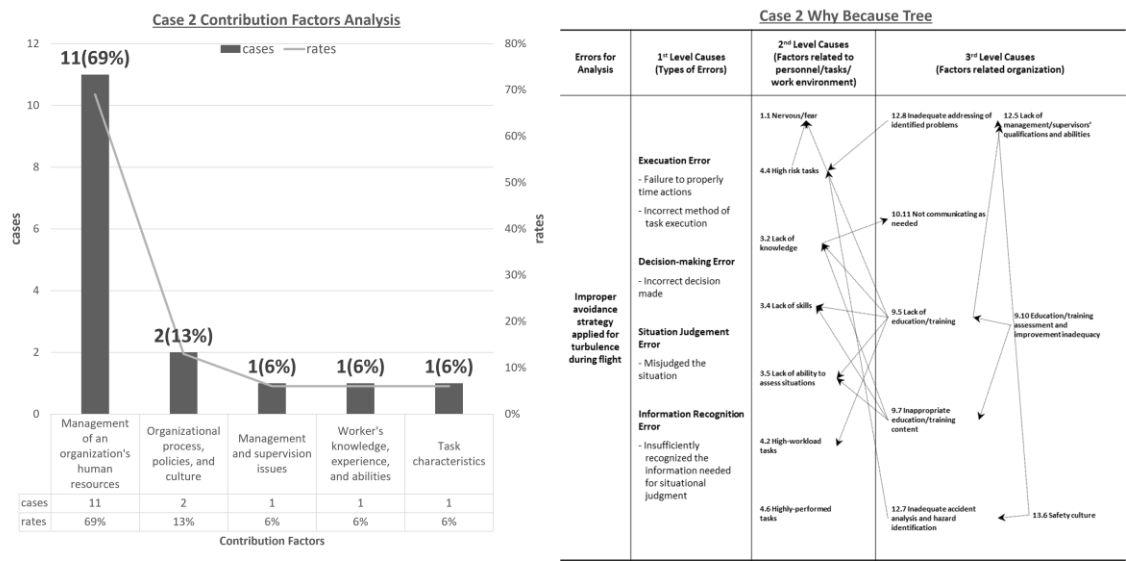 Case 2 Contribution Factors Analysis
cases
rates
12
10
8
6
4
2
0
cases
80%
70%
60%
50%
40%
30%
20%
10%
0%
rates
11(69%)
2(13%)
1(6%)
1(6%)
1(6%)
Management
of an
organization's
human
resources
Organizational
process,
policies, and
culture
Management
and supervision
issues
Worker's
knowledge,
experience,
and abilities
Task
characteristics
cases 11 2 1 1 1
rates 69% 13% 6% 6% 6%
Contribution Factors
Case 2 Why Because Tree
Errors for
Analysis
1st Level Causes
(Types of Errors)
2nd Level Causes
(Factors related to
personnel/tasks/
work environment)
3rd Level Causes
(Factors related organization)
Improper
avoidance
strategy
applied for
turbulence
during flight
Execution Error
- Failure to properly
time actions
- Incorrect method of
task execution
Decision-making Error
- Incorrect decision
made
Situation Judgement
Error
- Misjudged the
situation
Information Recognition
Error
- Insufficiently
recognized the
information needed
for situational
judgment
1.1 Nervous/fear
4.4 High risk tasks
3.2 Lack of
knowledge
3.4 Lack of skills
3.5 Lack of ability to
assess situations
4.2 High-workload
tasks
4.6 Highly-performed
tasks
12.8 Inadequate addressing of
identified problems
10.11 Not communicating as
needed
9.5 Lack of
education/training
9.7 Inappropriate
education/training
content
12.7 Inadequate accident
analysis and hazard
identification
12.5 Lack of
management/supervisors'
qualifications and abilities
9.10 Education/training
assessment and
improvement inadequacy
13.6 Safety culture